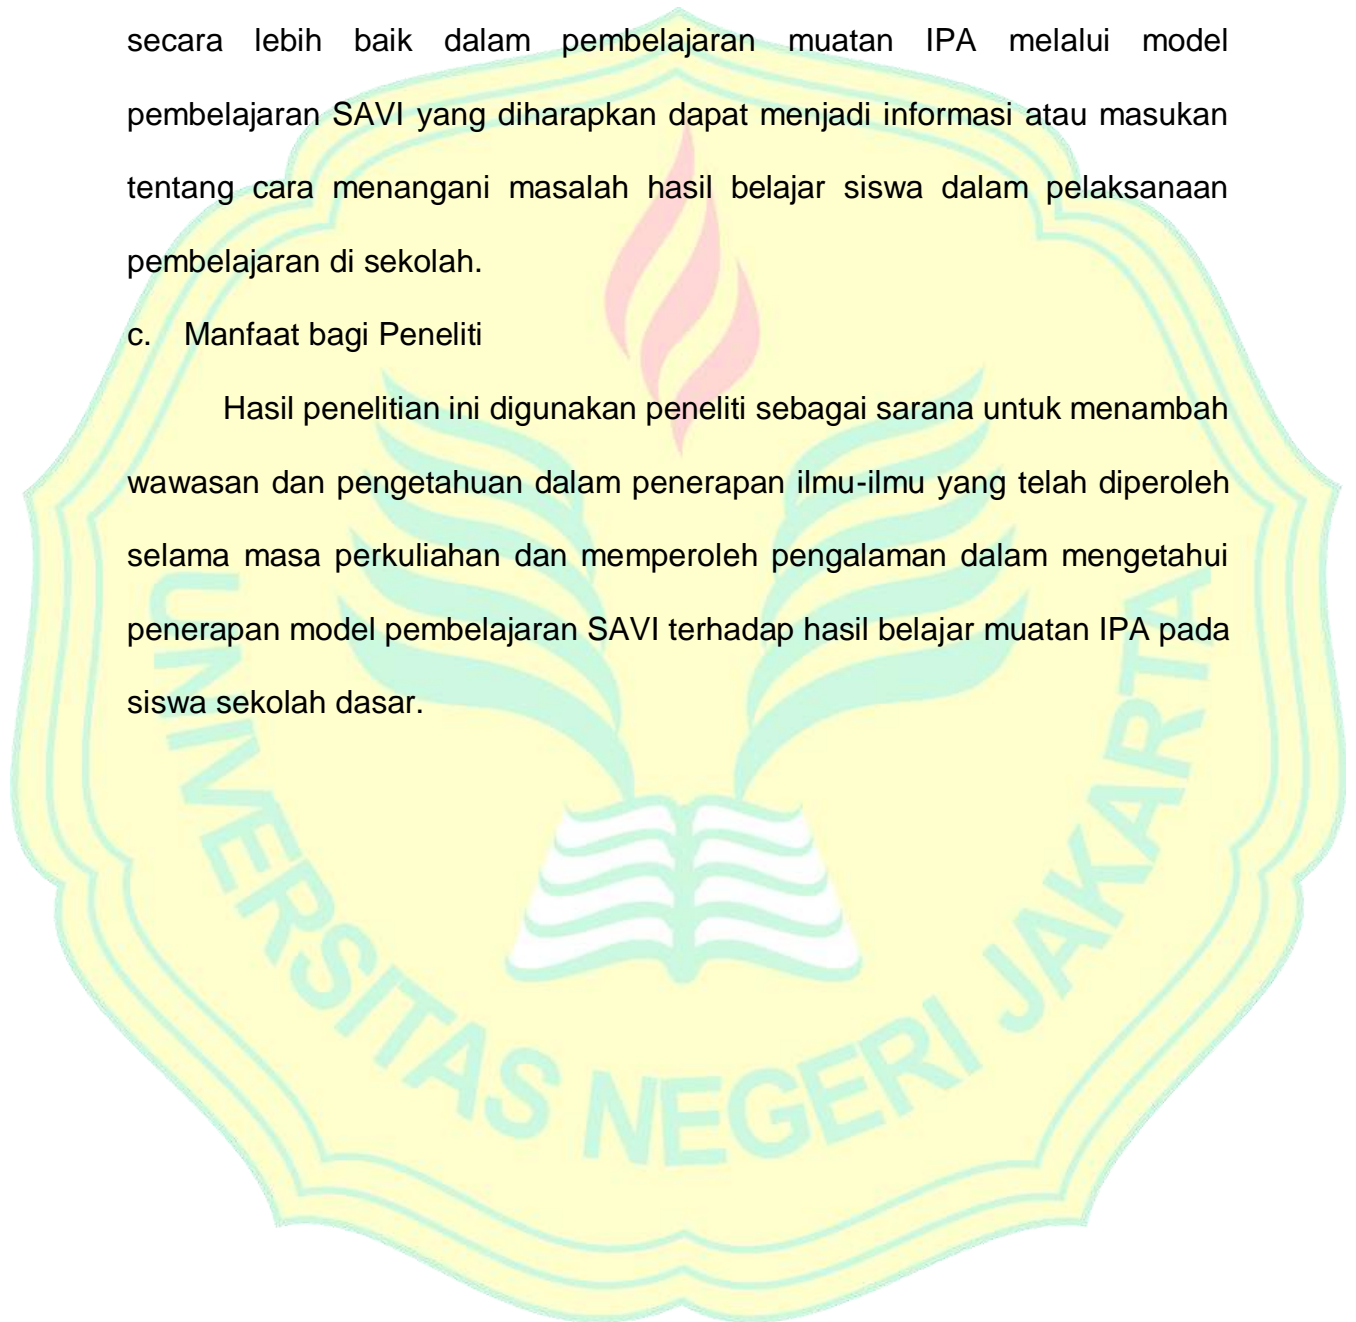 secara lebih baik dalam pembelajaran muatan IPA melalui model
pembelajaran SAVI yang diharapkan dapat menjadi informasi atau masukan
tentang cara menangani masalah hasil belajar siswa dalam pelaksanaan
pembelajaran di sekolah.
c. Manfaat bagi Peneliti
Hasil penelitian ini digunakan peneliti sebagai sarana untuk menambah
wawasan dan pengetahuan dalam penerapan ilmu-ilmu yang telah diperoleh
selama masa perkuliahan dan memperoleh pengalaman dalam mengetahui
penerapan model pembelajaran SAVI terhadap hasil belajar muatan IPA pada
siswa sekolah dasar.
UNIVERSITAS NEGERI JAKARTA